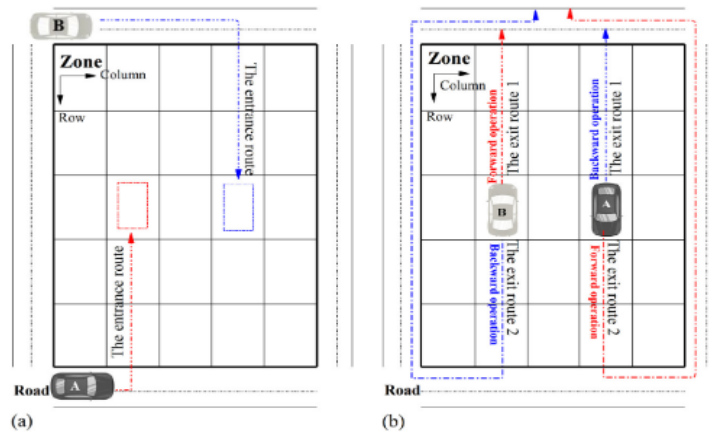 B
Zone
Column
Row
The entrance route
The entrance route
Road
A
(a)
Zone
Column
Row
Forward operation
The exit route 1
Backward operation
The exit route 1
B
A
Backward operation
The exit route 2
Forward operation
The exit route 2
Road
(b)